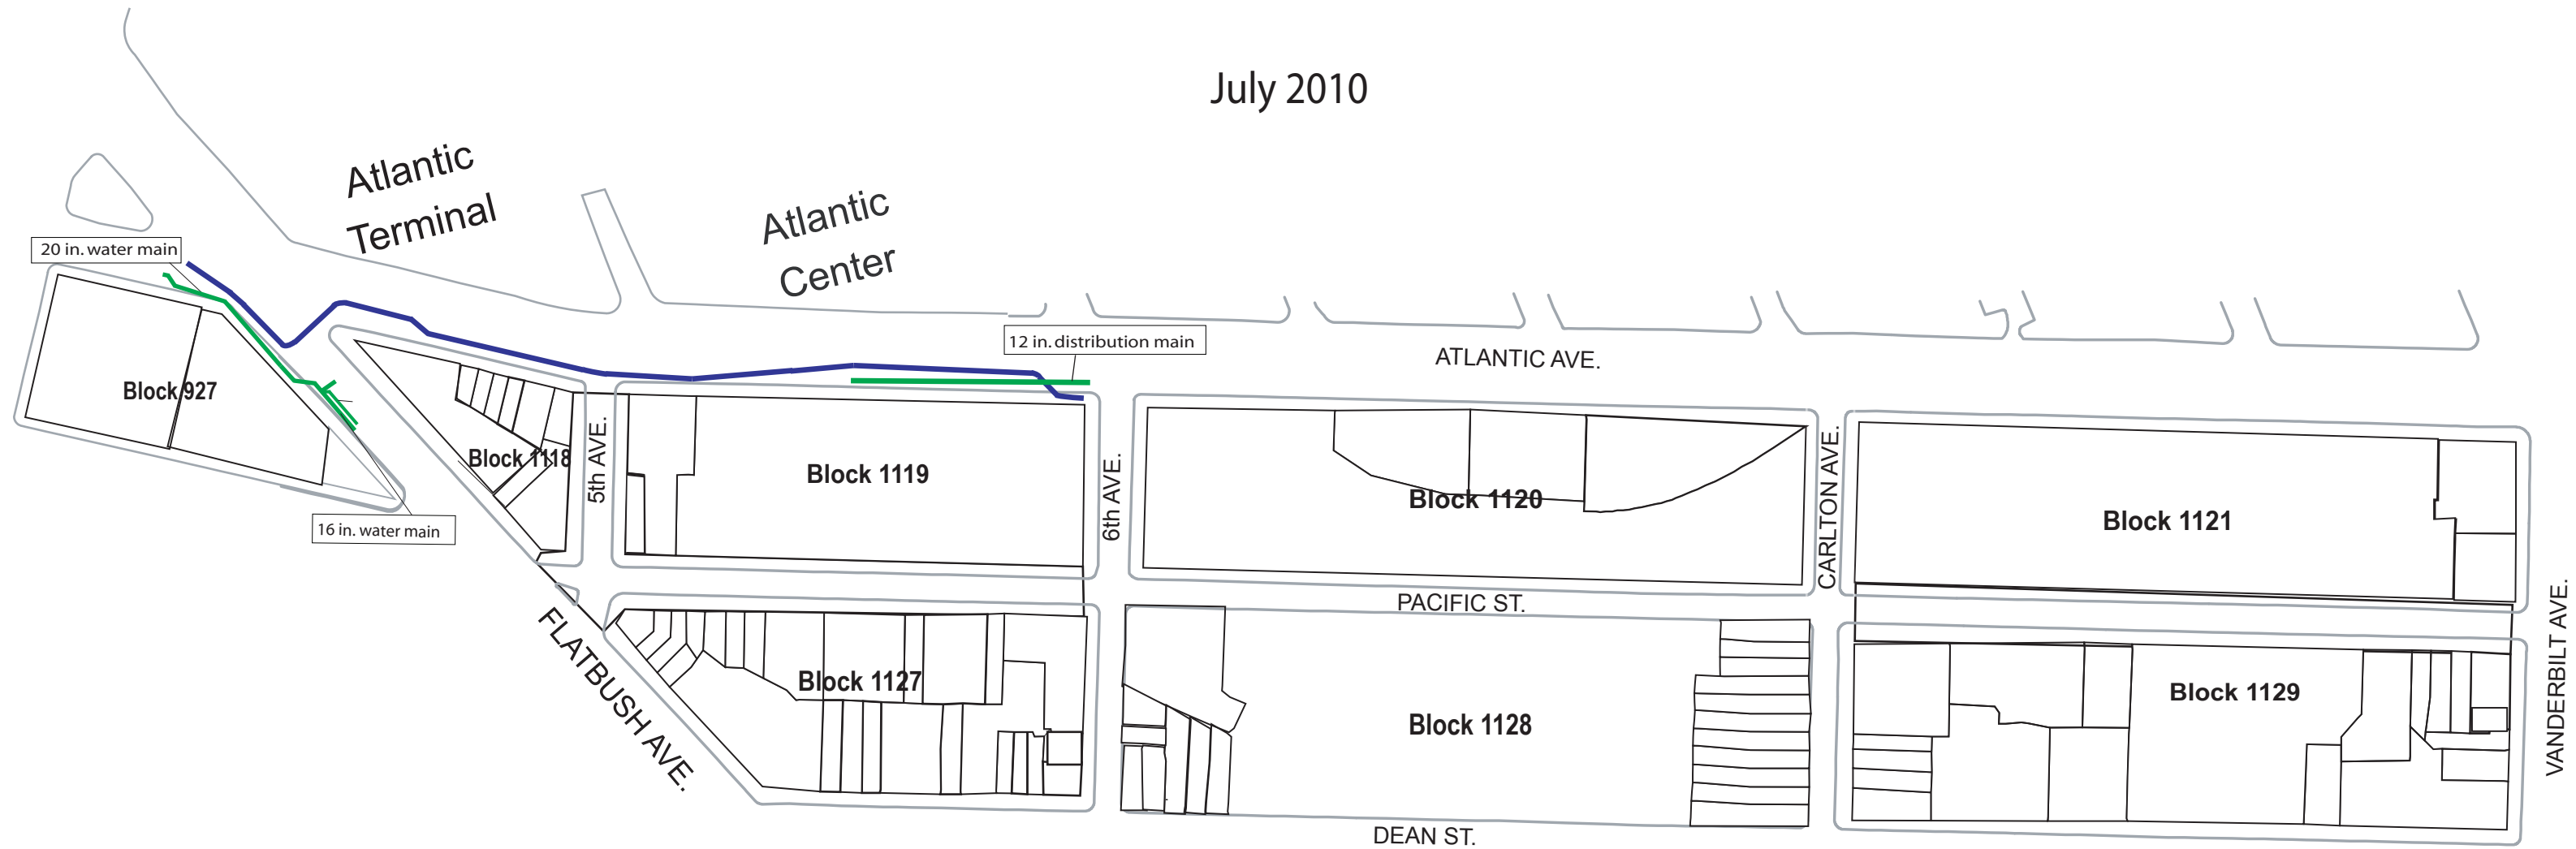 July 2010
Atlantic
Terminal
Atlantic
Center
20 in. water main
12 in. distribution main
ATLANTIC AVE.
Block 927
Block 1118
5th AVE.
Block 1119
6th AVE.
Block 1120
CARLTON AVE.
Block 1121
16 in. water main
PACIFIC ST.
FLATBUSH AVE.
Block 1127
Block 1128
Block 1129
VANDERBILT AVE.
DEAN ST.